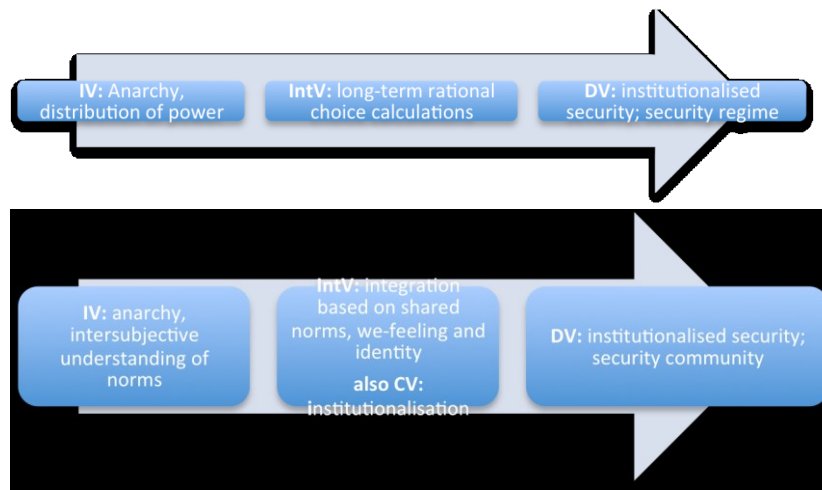 IV: Anarchy,
distribution of power
IntV: long-term rational
choice calculations
DV: institutionalised
security; security regime
IV: anarchy,
intersubjective
understanding of
norms
IntV: integration
based on shared
norms, we-feeling and
identity
also CV:
institutionalisation
DV: institutionalised security;
security community